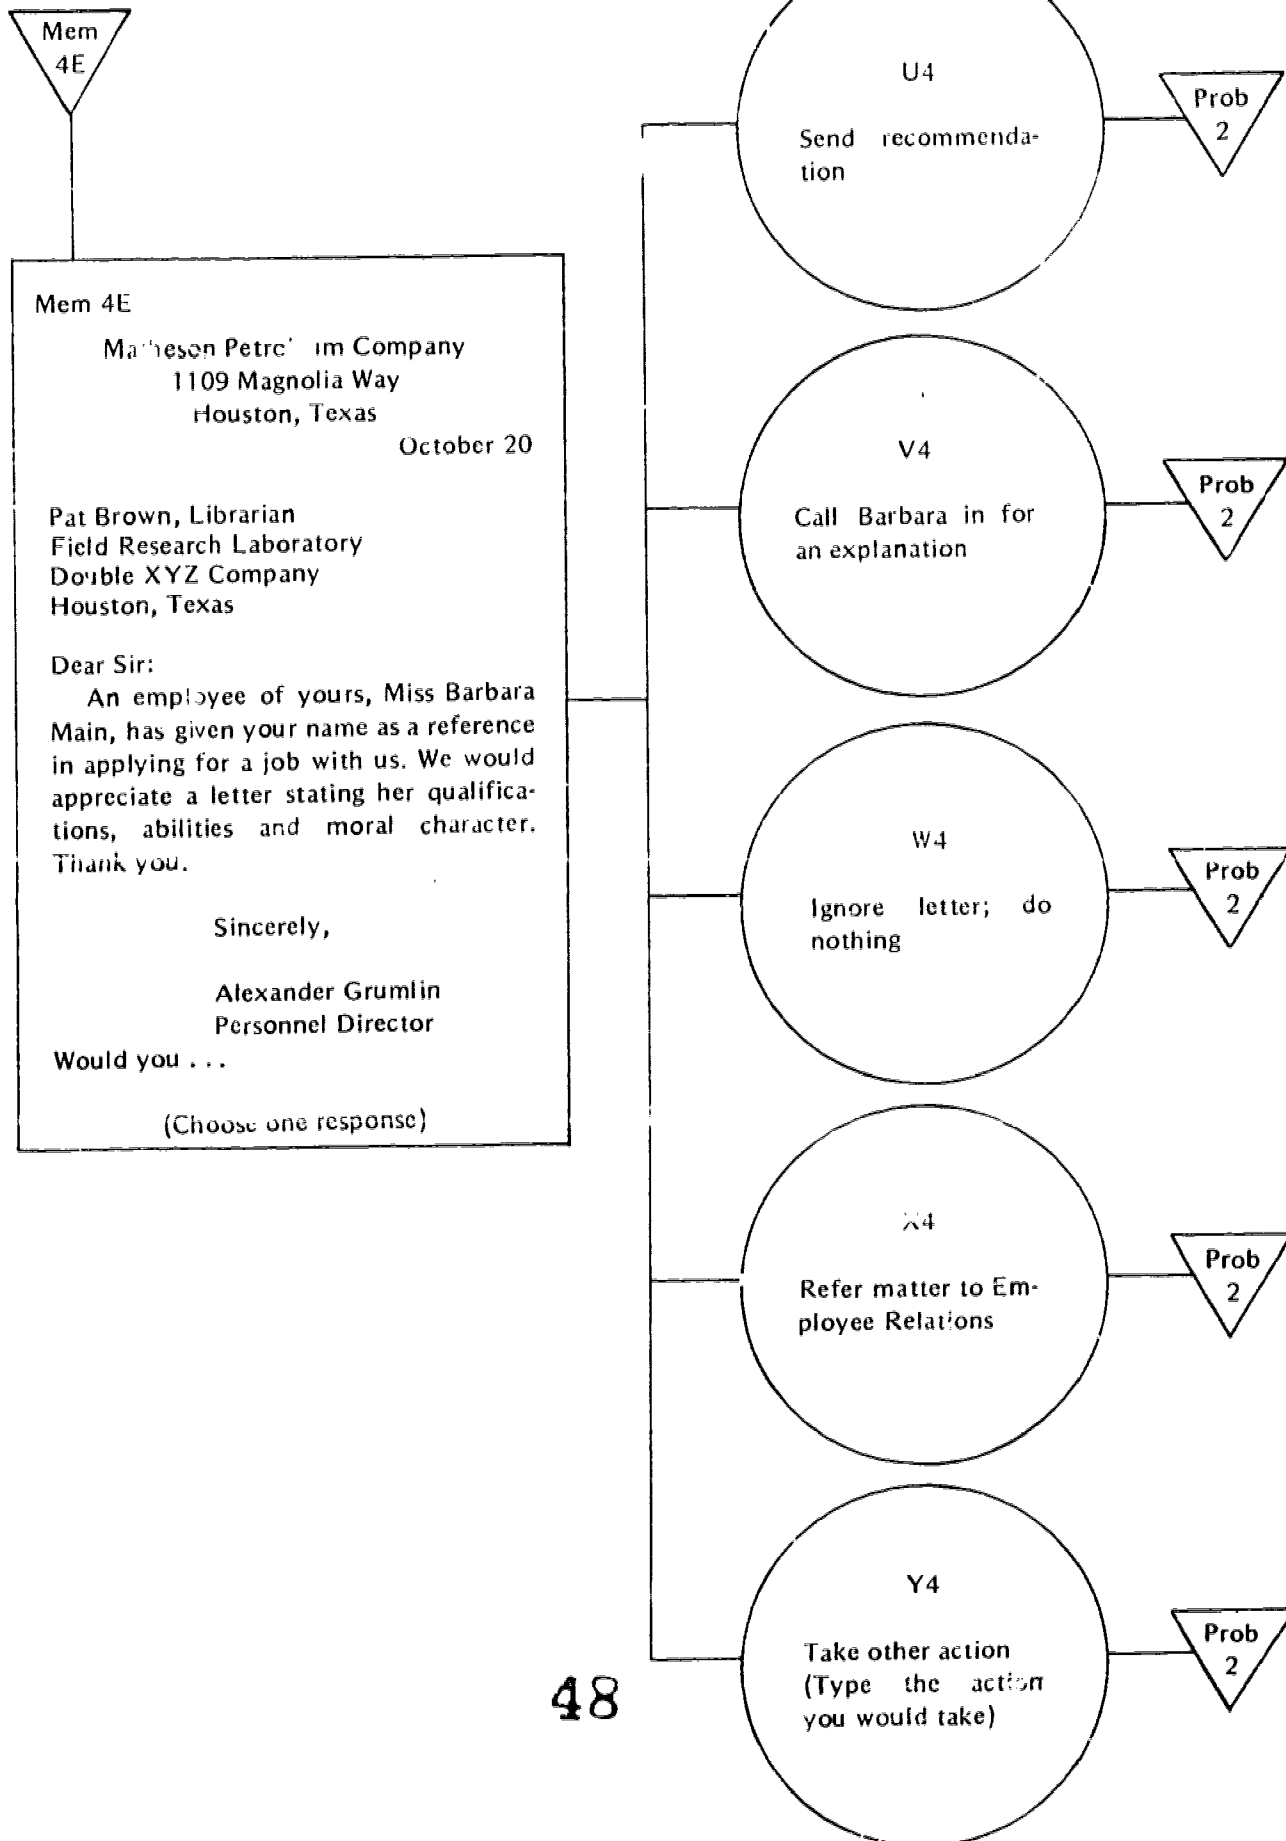 Mem
4E
Mem 4E
Company
1109 Magnolia Way
Houston, Texas
October 20
Pat Brown, Librarian
Field Research Laboratory
Double XYZ Company
Houston, Texas
Dear Sir:
An employee of yours, Miss Barbara
Main, has given your name as a reference
in applying for a job with us. We would
appreciate a letter stating her qualifica-
tions, abilities and moral character.
Thank you.
Sincerely,
Alexander Grumlin
Personnel Director
Would you ...
(Choose one response)
U4
Send recommenda-
tion
Prob
2
V4
Call Barbara in for
an explanation
Prob
2
W4
Ignore letter; do
nothing
Prob
2
X4
Refer matter to Em-
ployee Relations
Prob
2
Y4
Take other action
(Type the action
you would take)
Prob
2
48